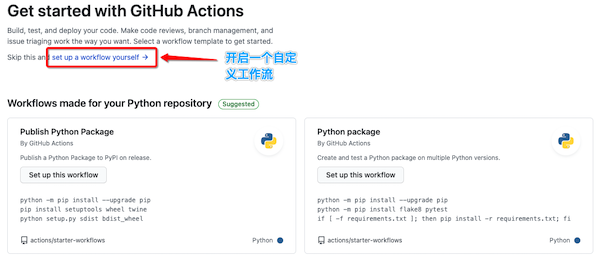 Get started with GitHub Actions
Build, test, and deploy your code. Make code reviews, branch management, and
issue triaging work the way you want. Select a workflow template to get started.
Skip this and set up a workflow yourself →
开启一个自定
义工作流
Workflows made for your Python repository Suggested
Publish Python Package
By GitHub Actions
Publish a Python Package to PyPI on release.
Set up this workflow
python -m pip install --upgrade pip
pip install setuptools wheel twine
python setup.py sdist bdist_wheel
actions/starter-workflows Python
Python package
By GitHub Actions
Create and test a Python package on multiple Python versions.
Set up this workflow
python -m pip install --upgrade pip
python -m pip install flake8 pytest
if [ -f requirements.txt ]; then pip install -r requirements.txt; fi
actions/starter-workflows Python